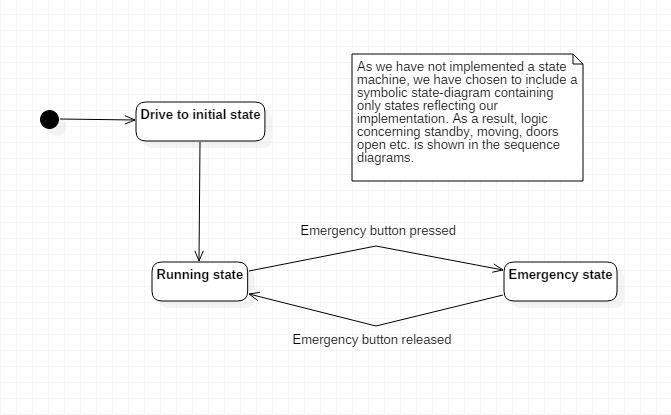 As we have not implemented a state
machine, we have chosen to include a
symbolic state-diagram containing
only states reflecting our
implementation. As a result, logic
concerning standby, moving, doors
open etc. is shown in the sequence
diagrams.
Drive to initial state
Emergency button pressed
Running state
Emergency state
Emergency button released